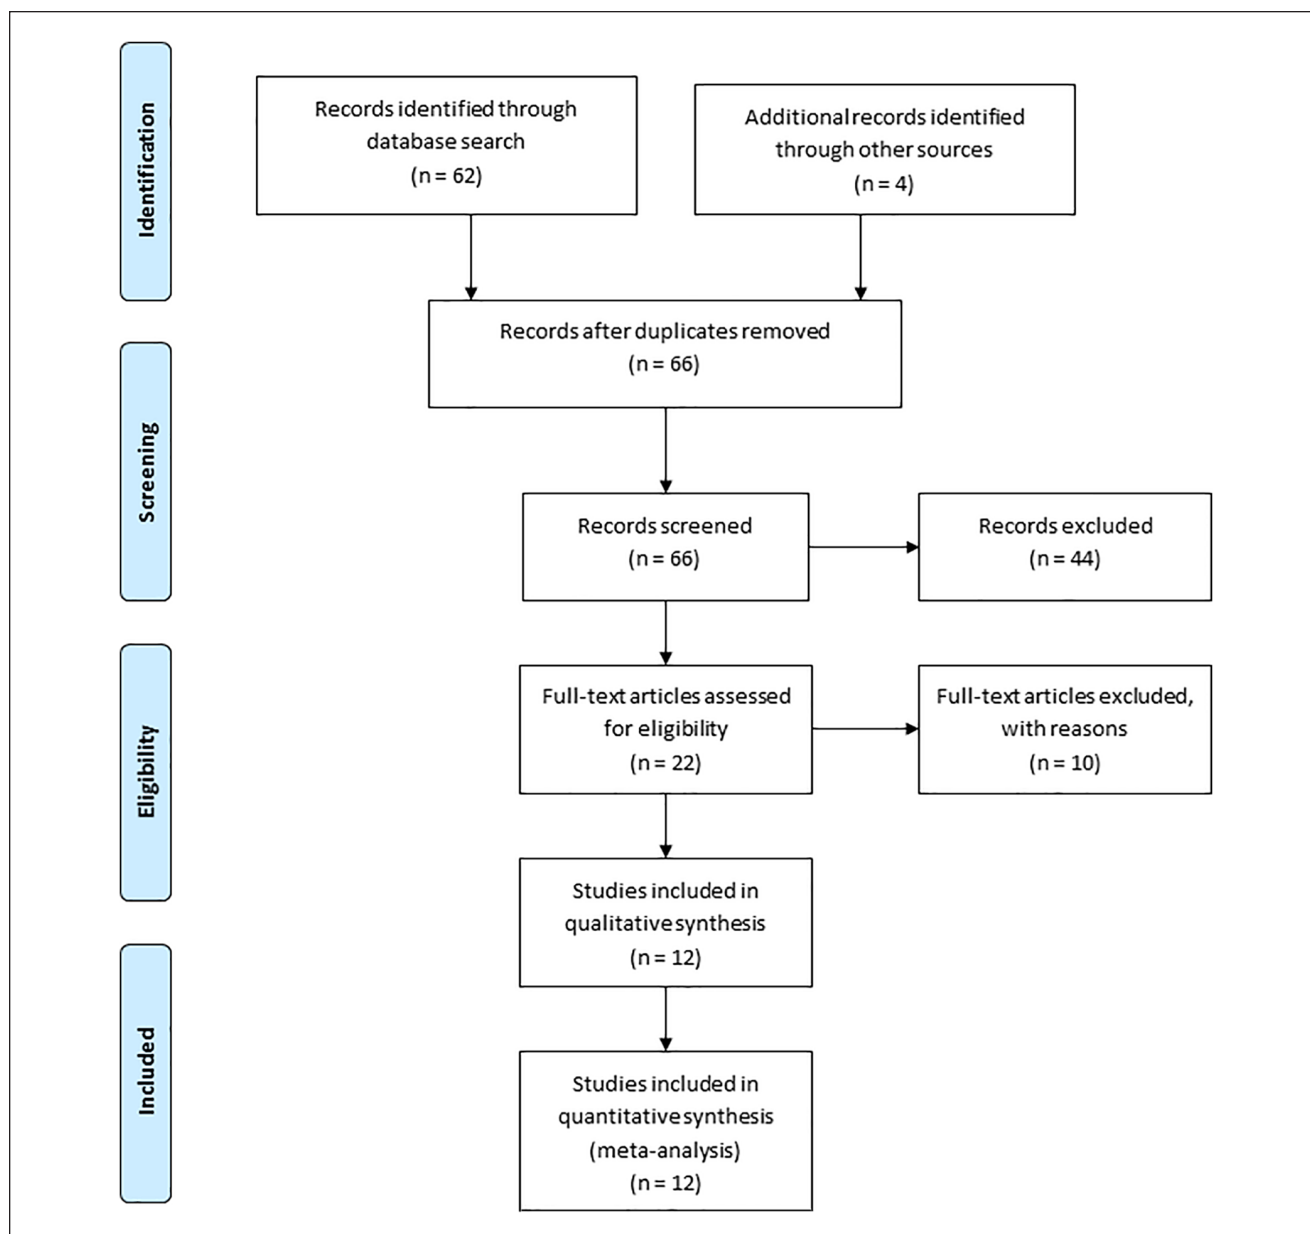 Identification
Records identified through
database search
(n = 62)
Additional records identified
through other sources
(n = 4)
Records after duplicates removed
(n = 66)
Screening
Records screened
(n = 66)
Records excluded
(n = 44)
Eligibility
Full-text articles assessed
for eligibility
(n = 22)
Full-text articles excluded,
with reasons
(n = 10)
Studies included in
qualitative synthesis
(n = 12)
Included
Studies included in
quantitative synthesis
(meta-analysis)
(n = 12)